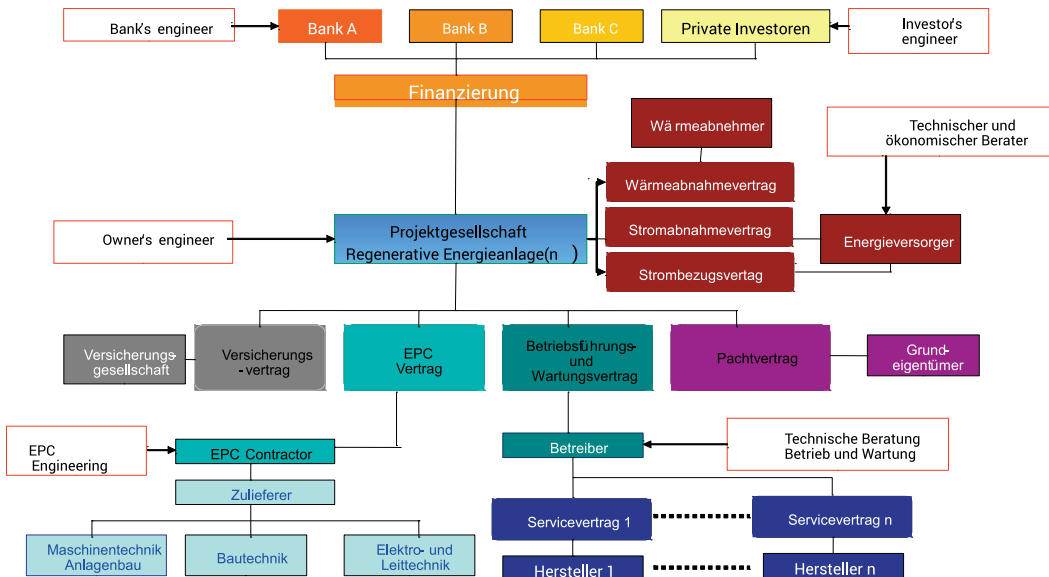 Bank's engineer
Bank A
Bank B
Bank C
Private Investoren
Investor's
engineer
Finanzierung
Wä rmeabnehmer
Technischer und
ökonomischer Berater
Wärmeabnahmevertrag
Owner's engineer
Projektgesellschaft
Regenerative Energieanlage(n )
Stromabnahmevertrag
Energieversorger
Strombezugsvertag
Versicherungs-
gesellschaft
Versicherungs
-vertrag
EPC
Vertrag
Betriebsführungs-
und
Wartungsvertrag
Pachtvertrag
Grund-
eigentümer
EPC
Engineering
EPC Contractor
Betreiber
Technische Beratung
Betrieb und Wartung
Zulieferer
Servicevertrag 1
Servicevertrag n
Maschinentechnik
Anlagenbau
Bautechnik
Elektro- und
Leittechnik
Hersteller 1
Hersteller n